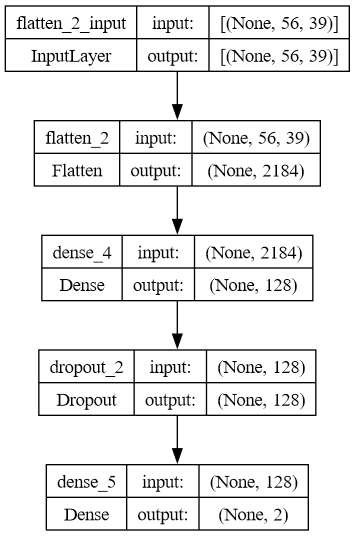 flatten_2_input input: [(None, 56, 39)]
InputLayer output: [(None, 56, 39)]
flatten_2 input: (None, 56, 39)
Flatten output: (None, 2184)
dense_4 input: (None, 2184)
Dense output: (None, 128)
dropout_2 input: (None, 128)
Dropout output: (None, 128)
dense_5 input: (None, 128)
Dense output: (None, 2)